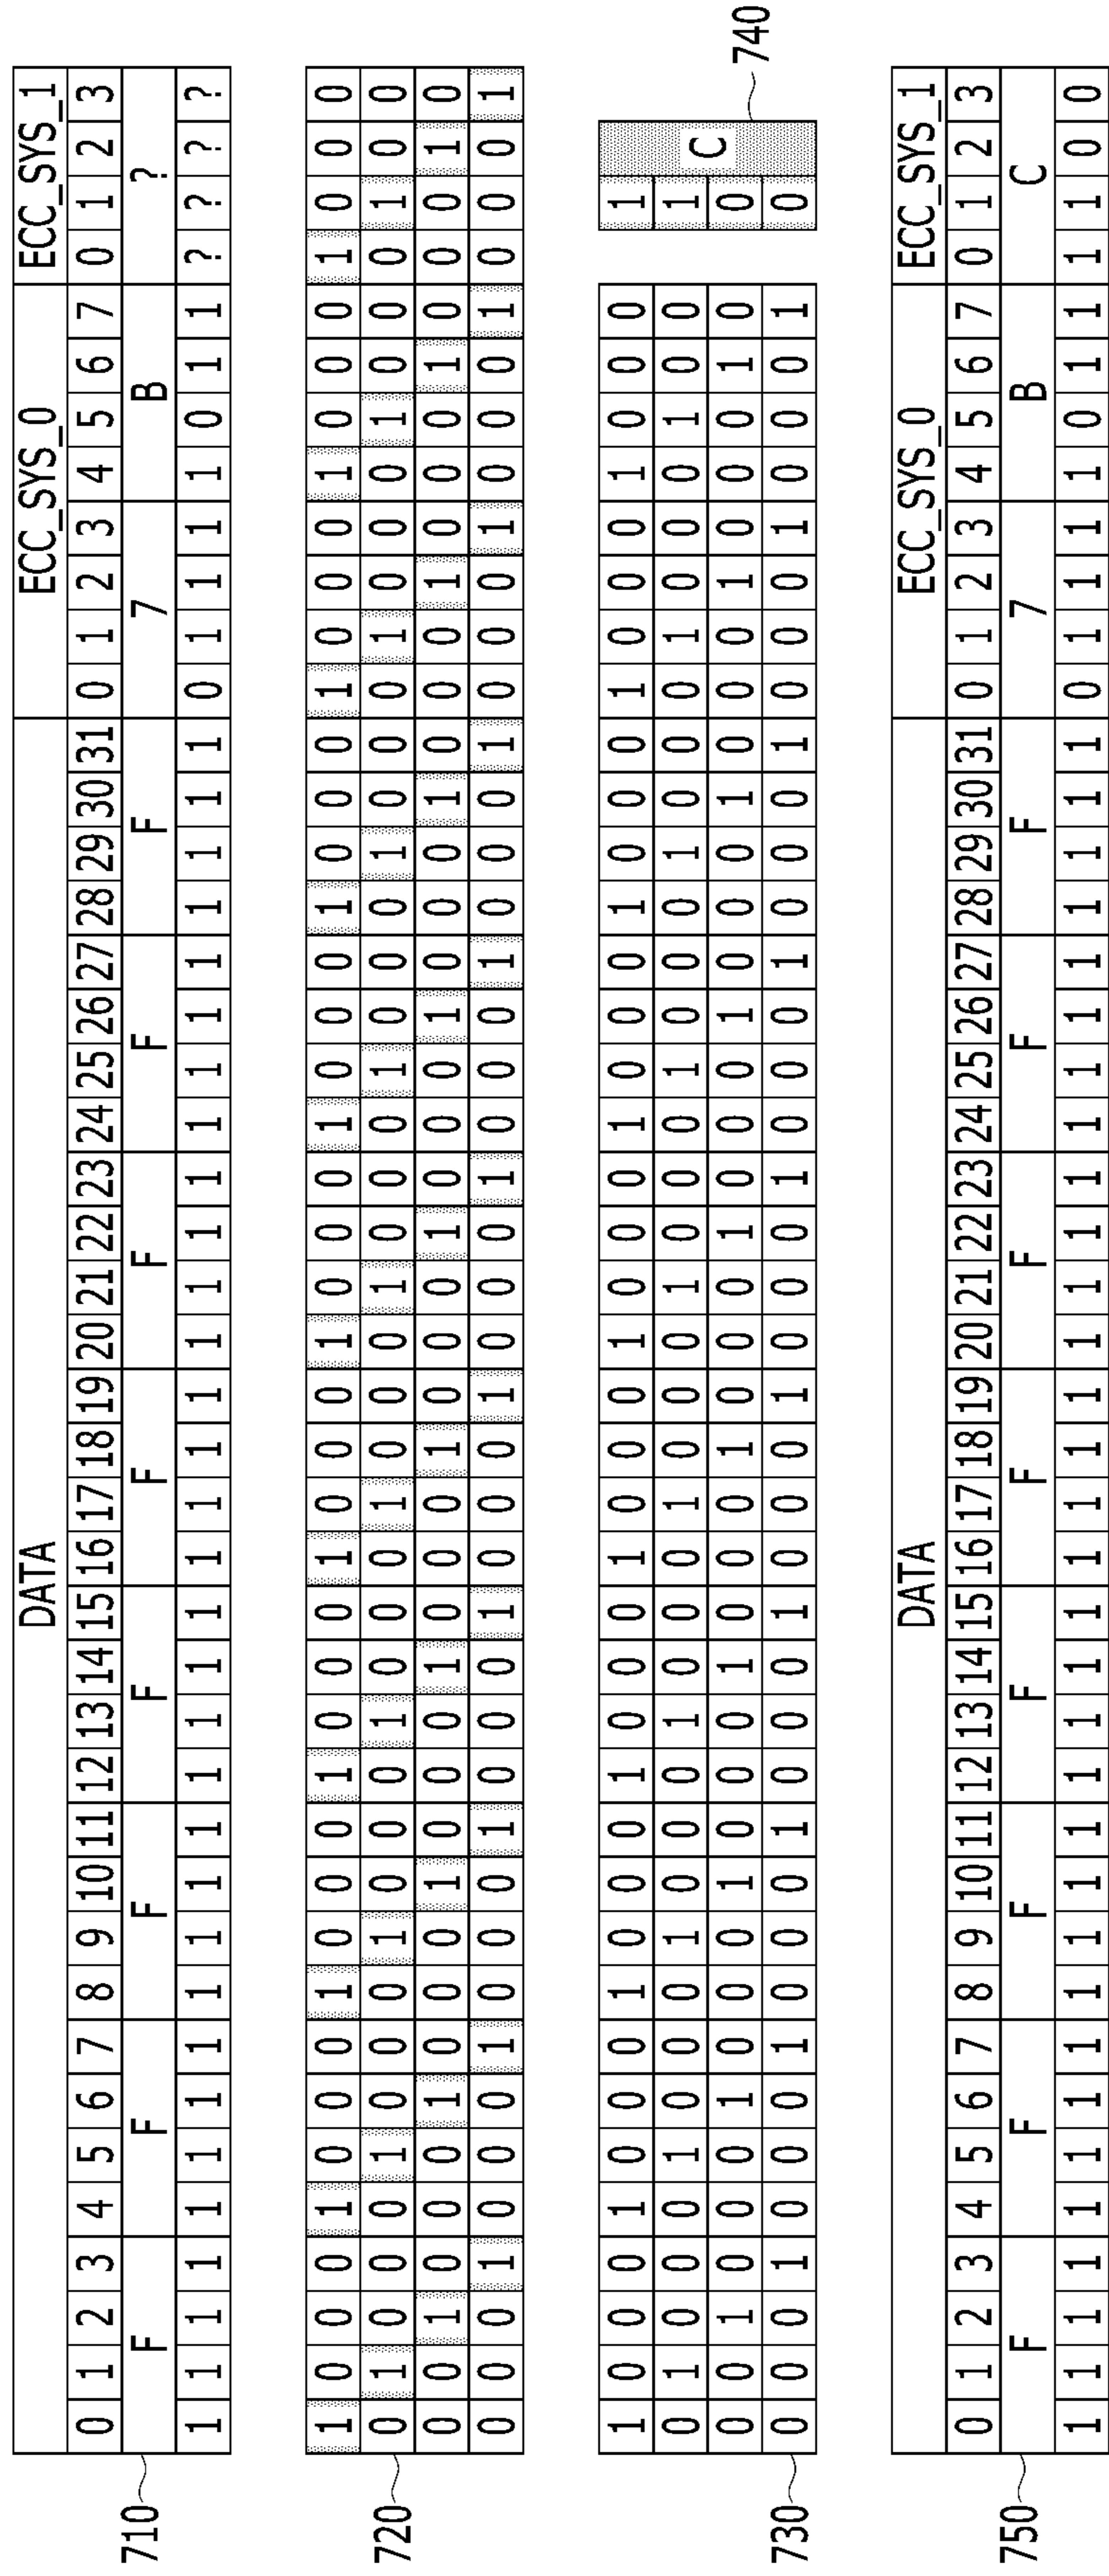 DATA ECC_SYS_0 ECC_SYS_1
0 1 2 3 4 5 6 7 8 9 10 11 12 13 14 15 16 17 18 19 20 21 22 23 24 25 26 27 28 29 30 31 0 1 2 3 4 5 6 7 0 1 2 3
710 F F F F F F F F 7 B ?
1 1 1 1 1 1 1 1 1 1 1 1 1 1 1 1 1 1 1 1 1 1 1 1 1 1 1 1 1 1 1 1 0 1 1 1 1 0 1 1 ? ? ? ?
1 0 0 0 1 0 0 0 1 0 0 0 1 0 0 0 1 0 0 0 1 0 0 0 1 0 0 0 1 0 0 0 1 0 0 0 1 0 0 0 1 0 0 0
720 0 1 0 0 0 1 0 0 0 1 0 0 0 1 0 0 0 1 0 0 0 1 0 0 0 1 0 0 0 1 0 0 0 1 0 0 0 1 0 0 0 1 0 0
0 0 1 0 0 0 1 0 0 0 1 0 0 0 1 0 0 0 1 0 0 0 1 0 0 0 1 0 0 0 1 0 0 0 1 0 0 0 1 0 0 0 1 0
0 0 0 1 0 0 0 1 0 0 0 1 0 0 0 1 0 0 0 1 0 0 0 1 0 0 0 1 0 0 0 1 0 0 0 1 0 0 0 1 0 0 0 1
1 0 0 0 1 0 0 0 1 0 0 0 1 0 0 0 1 0 0 0 1 0 0 0 1 0 0 0 1 0 0 0 1 0 0 0 1 0 0 0 1
0 1 0 0 0 1 0 0 0 1 0 0 0 1 0 0 0 1 0 0 0 1 0 0 0 1 0 0 0 1 0 0 0 1 0 0 0 1 0 0 1 C
0 0 1 0 0 0 1 0 0 0 1 0 0 0 1 0 0 0 1 0 0 0 1 0 0 0 1 0 0 0 1 0 0 0 1 0 0 0 1 0 0 740
730 0 0 0 1 0 0 0 1 0 0 0 1 0 0 0 1 0 0 0 1 0 0 0 1 0 0 0 1 0 0 0 1 0 0 0 1 0 0 0 1 0
DATA ECC_SYS_0 ECC_SYS_1
0 1 2 3 4 5 6 7 8 9 10 11 12 13 14 15 16 17 18 19 20 21 22 23 24 25 26 27 28 29 30 31 0 1 2 3 4 5 6 7 0 1 2 3
750 F F F F F F F F 7 B C
1 1 1 1 1 1 1 1 1 1 1 1 1 1 1 1 1 1 1 1 1 1 1 1 1 1 1 1 1 1 1 1 0 1 1 1 1 0 1 1 1 1 0 0